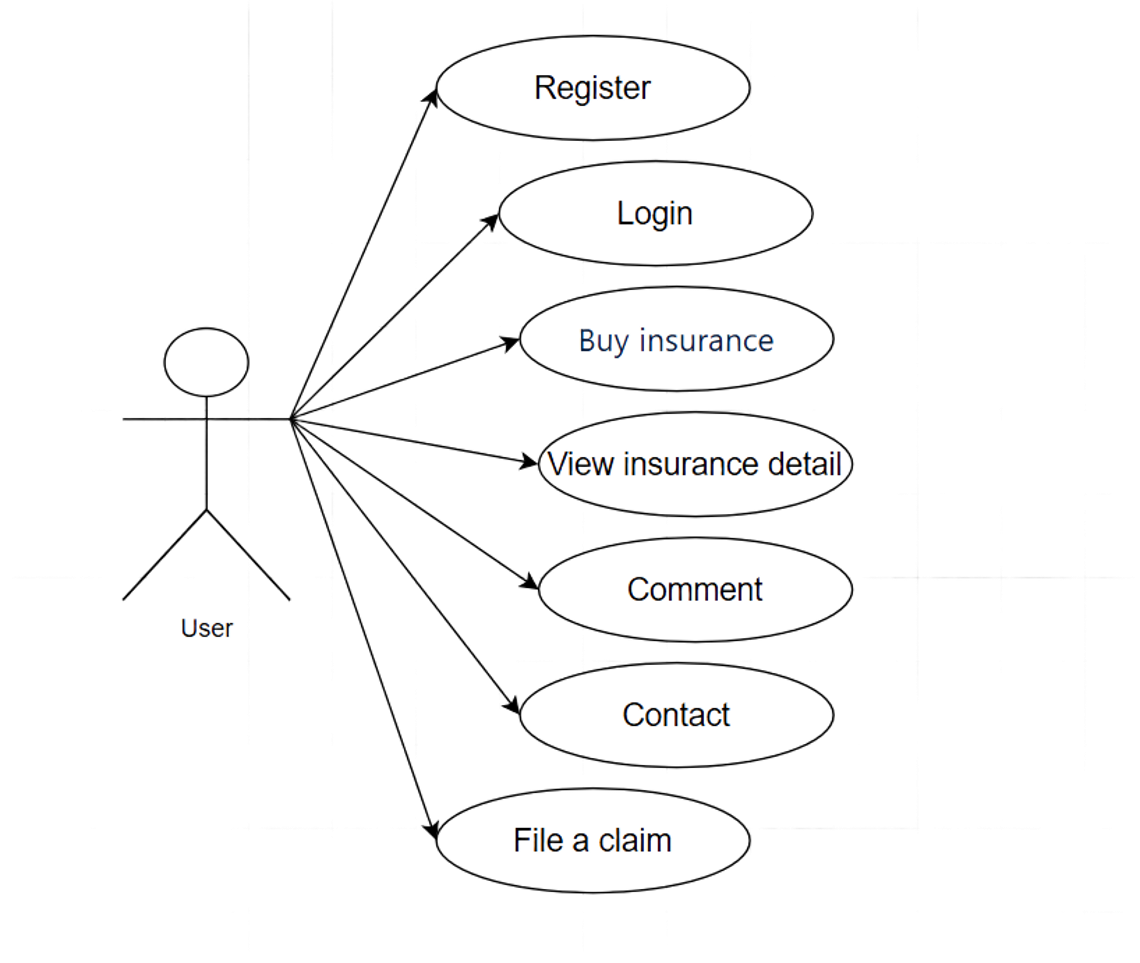 Register
Login
Buy insurance
View insurance detail
Comment
User
Contact
File a claim